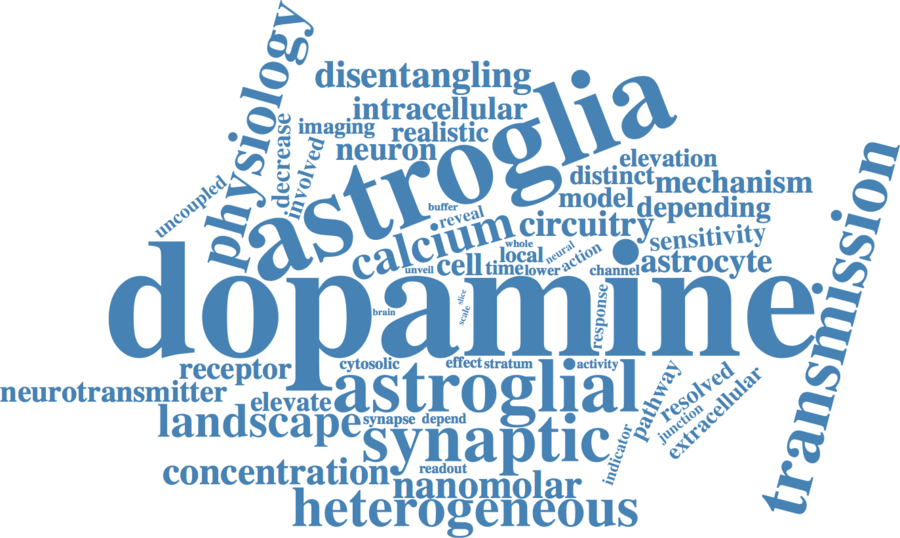 physiology
disentangling
astroglia
intracellular
decrease
imaging
realistic
involved
neuron
uncoupled
elevation
distinct
mechanism
model
depending
buffer
reveal
calcium
circuitry
sensitivity
transmission
whole
neural
local
action
unveil
cell
time
lower
channel
astrocyte
dopamine
slice
scale
brain
response
receptor
cytosolic
effect
stratum
activity
neurotransmitter
elevate
astroglial
pathway
resolved
landscape
synapse
depend
junction
extracellular
synaptic
indicator
concentration
readout
nanomolar
heterogeneous